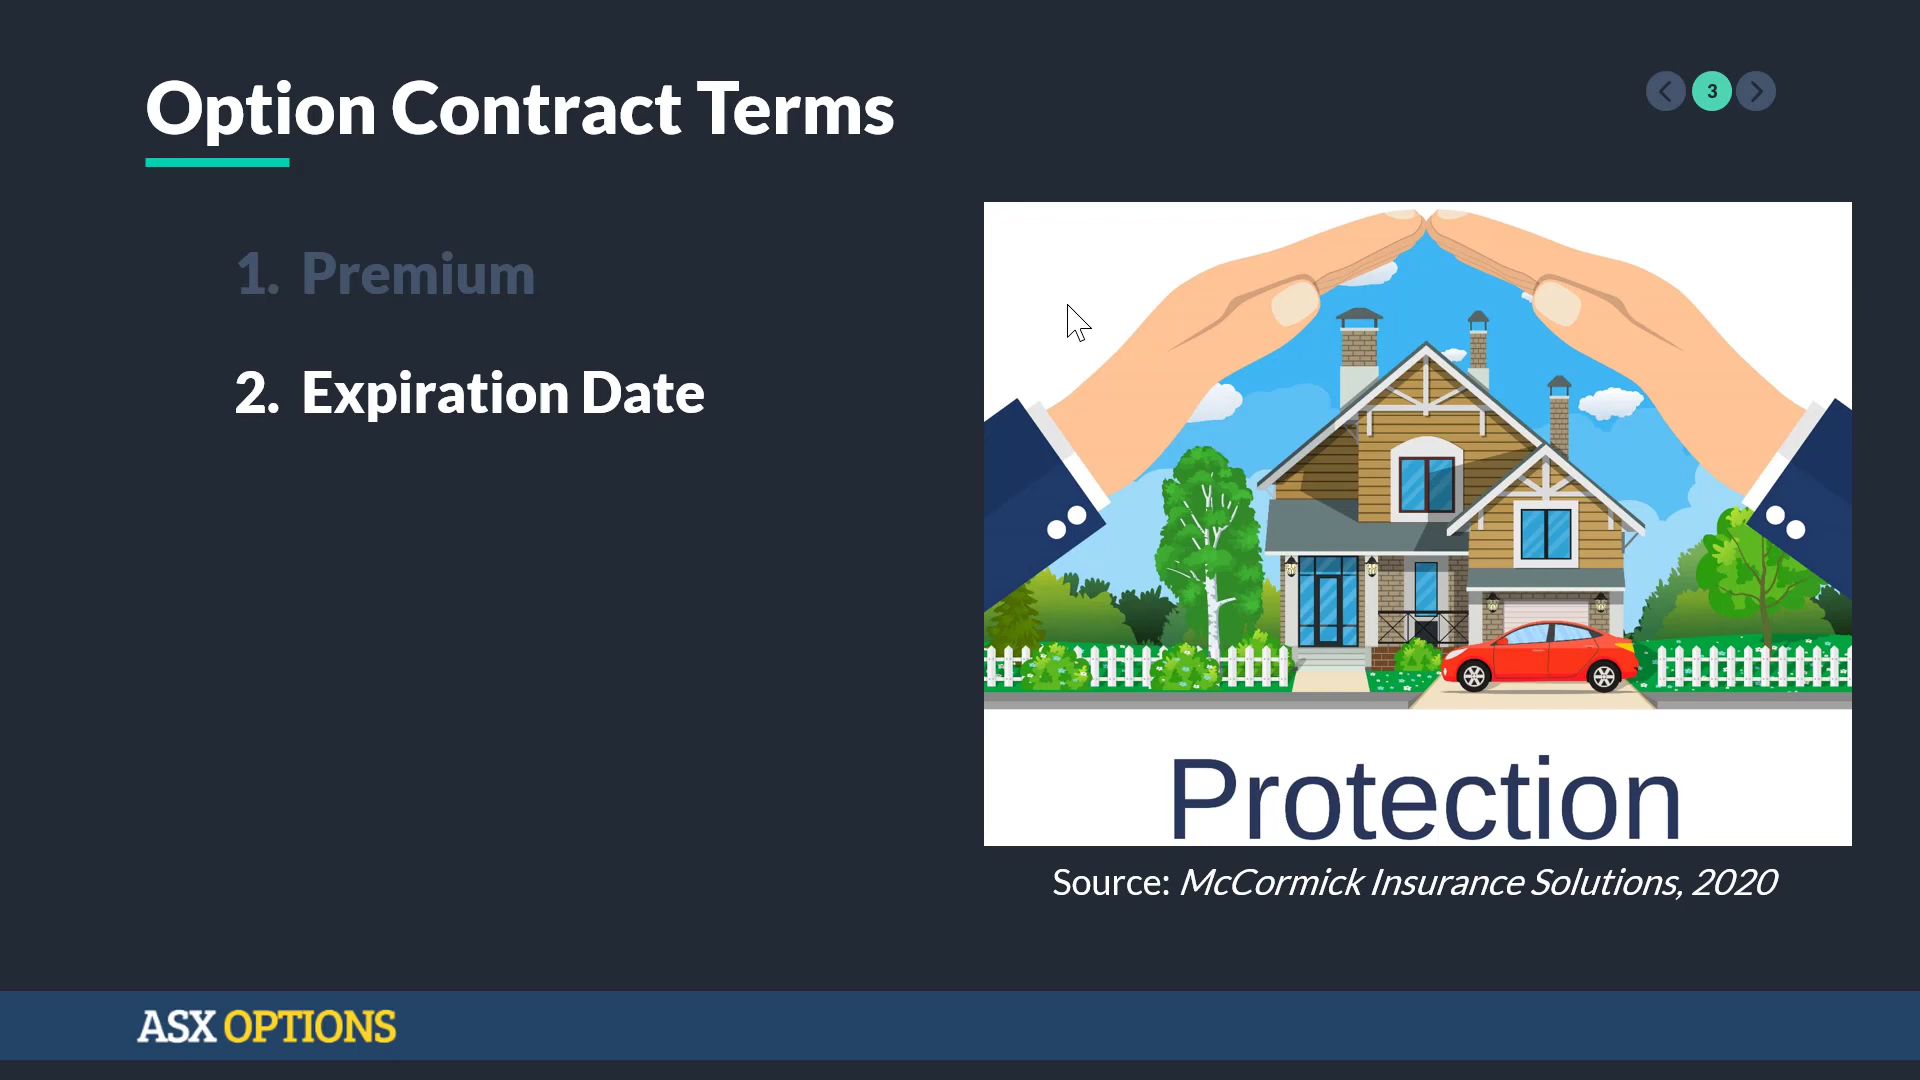 Option Contract Terms
3
1. Premium
2. Expiration Date
Protection
Source: McCormick Insurance Solutions, 2020
ASX OPTIONS